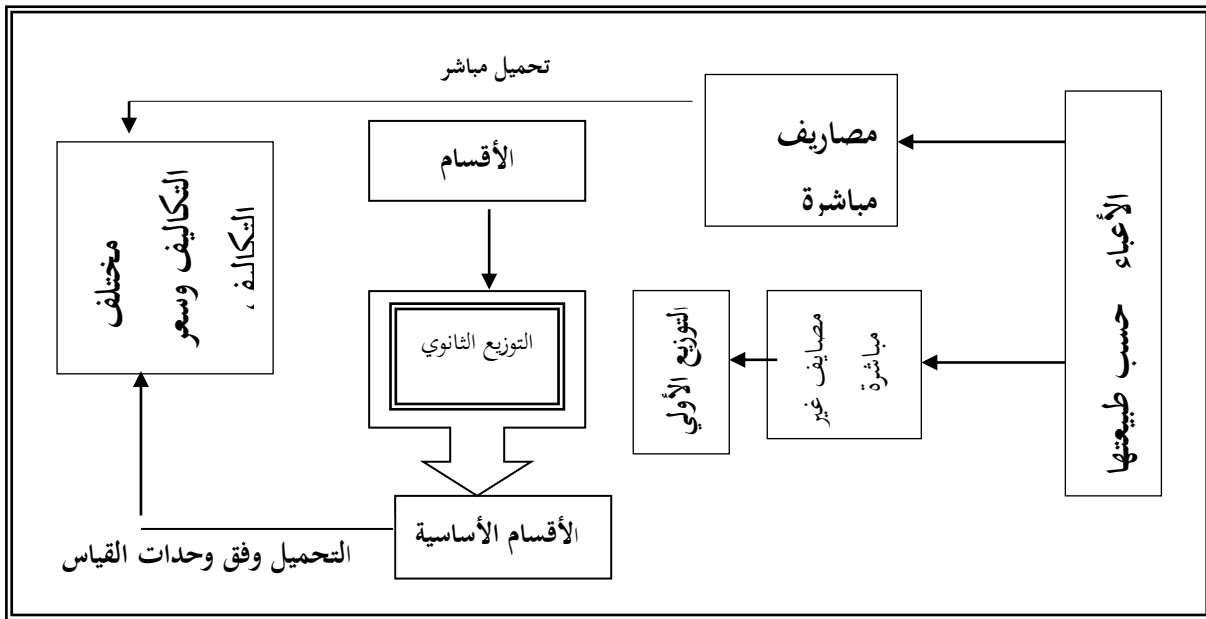 تحميل مباشر
مصاريف
مباشرة
الأعباء حسب طبيعتها
الأقسام
مختلف
التكاليف وسعر
التوزيع الثانوي
التوزيع الأولي
مصايف غير
مباشرة
الأقسام الأساسية
التحميل وفق وحدات القياس